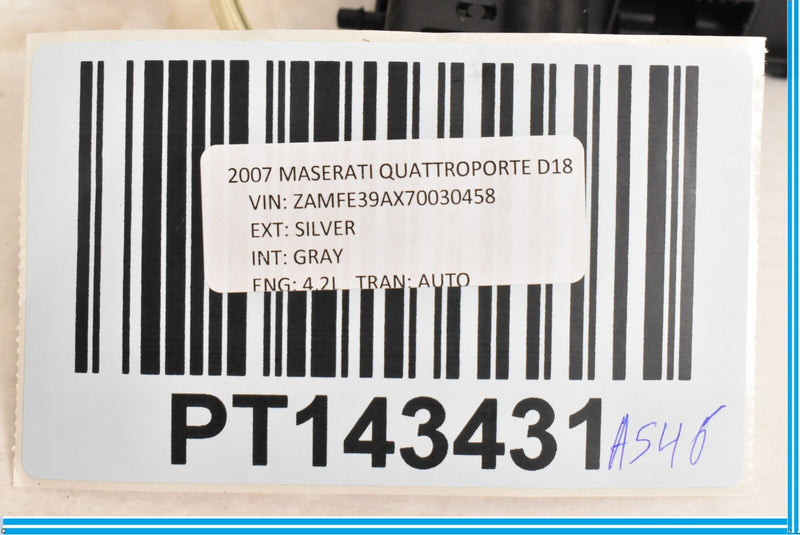 2007 MASERATI QUATTROPORTE D18
VIN: ZAMFE39AX70030458
EXT: SILVER
INT: GRAY
ENG: 4.2L TRAN: AUTO
PT143431 A546